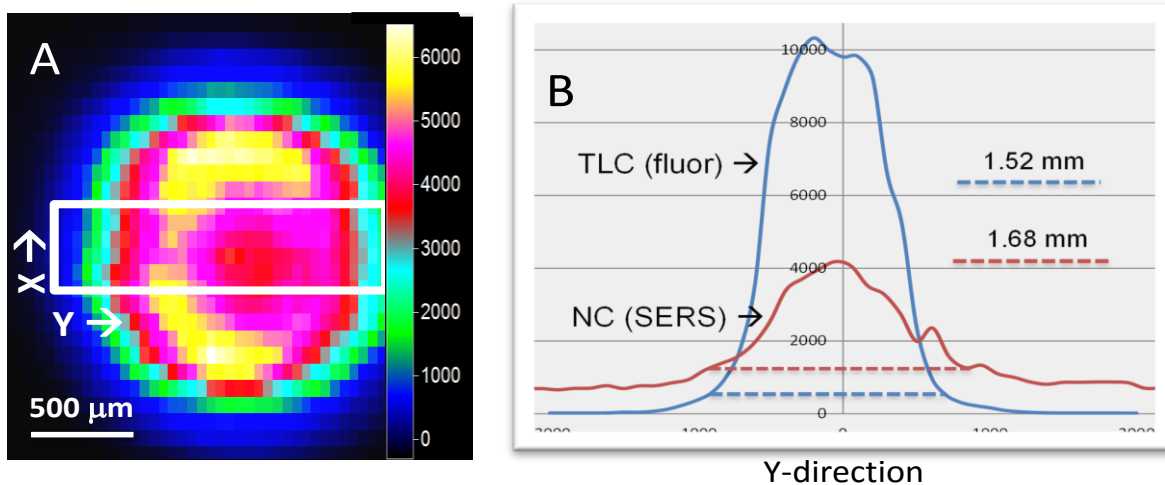 A
6000
5000
4000
3000
2000
1000
0
X →
Y →
500 µm
B
10000
8000
6000
4000
2000
0
TLC (fluor) →
NC (SERS) →
1.52 mm
1.68 mm
1000 0 1000
Y-direction